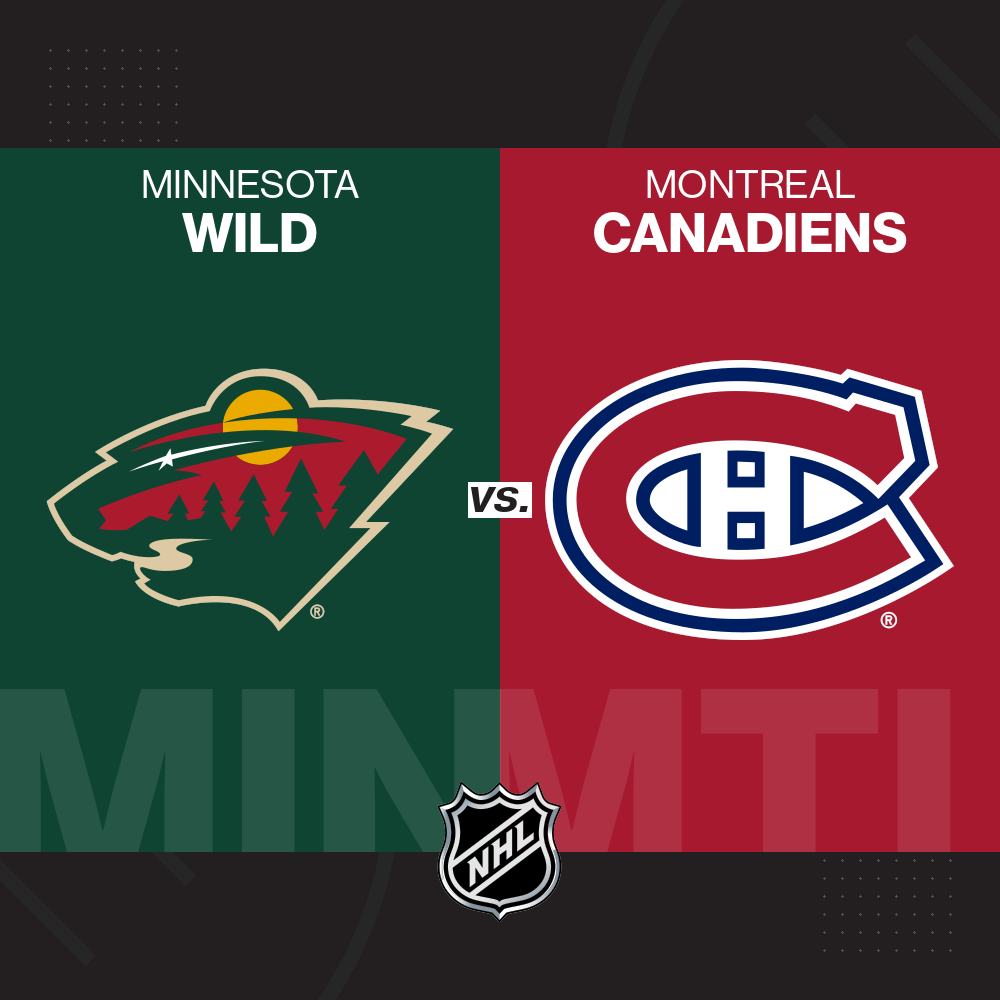 MINNESOTA
WILD
MONTREAL
CANADIENS
VS.
®
®
MIN
MTL
NHL